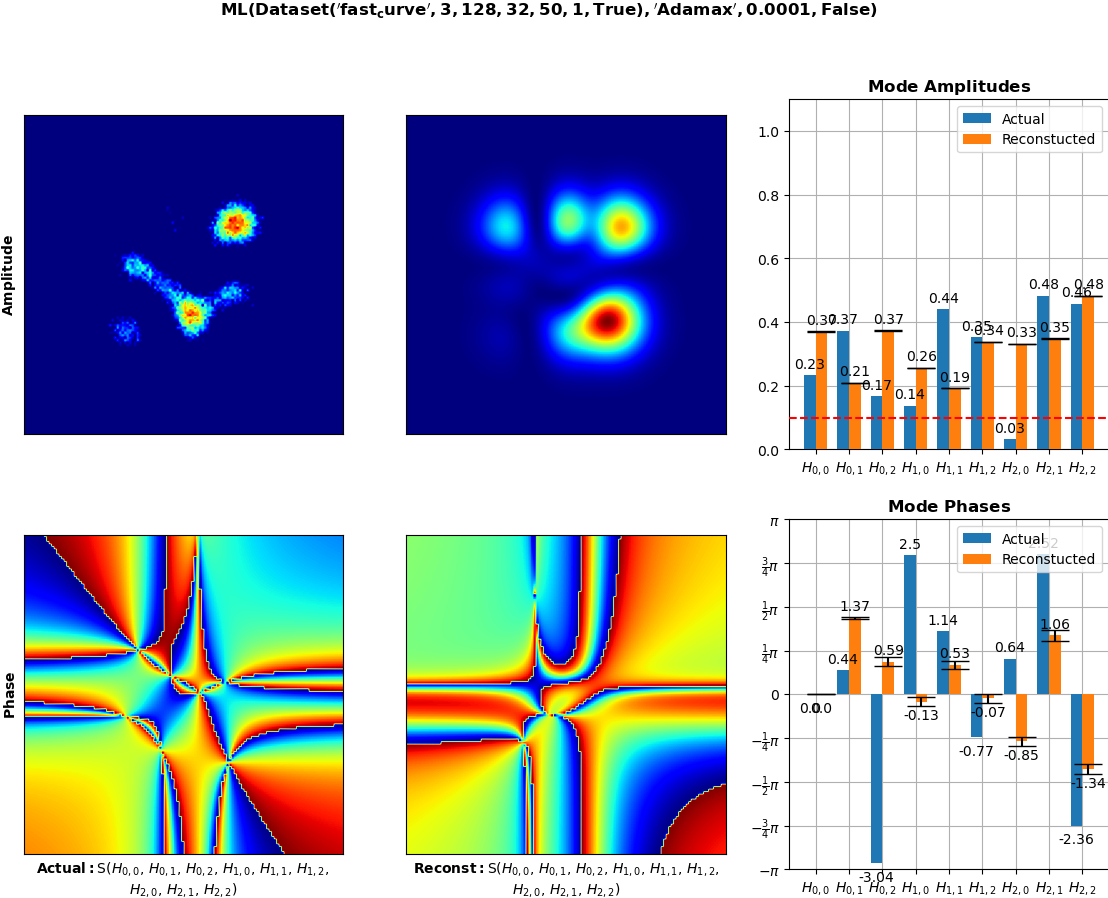 ML(Dataset('fast_curve', 3, 128, 32, 50, 1, True), 'Adamax', 0.0001, False)
Amplitude
Mode Amplitudes
Actual
Reconstucted
1.0
0.8
0.6
0.4
0.2
0.0
0.23 0.37 0.37 0.21 0.17 0.37 0.14 0.26 0.44 0.19 0.35 0.34 0.03 0.33 0.48 0.35 0.46 0.48
H0,0 H0,1 H0,2 H1,0 H1,1 H1,2 H2,0 H2,1 H2,2
Phase
Actual: S(H0,0, H0,1, H0,2, H1,0, H1,1, H1,2,
H2,0, H2,1, H2,2)
Reconst: S(H0,0, H0,1, H0,2, H1,0, H1,1, H1,2,
H2,0, H2,1, H2,2)
Mode Phases
Actual
Reconstucted
π
3/4π
1/2π
1/4π
0
−1/4π
−1/2π
−3/4π
−π
0.0 0.44 1.37 -3.04 0.59 2.5 -0.13 1.14 0.53 -0.77 -0.07 0.64 -0.85 2.52 1.06 -2.36 -1.34
H0,0 H0,1 H0,2 H1,0 H1,1 H1,2 H2,0 H2,1 H2,2